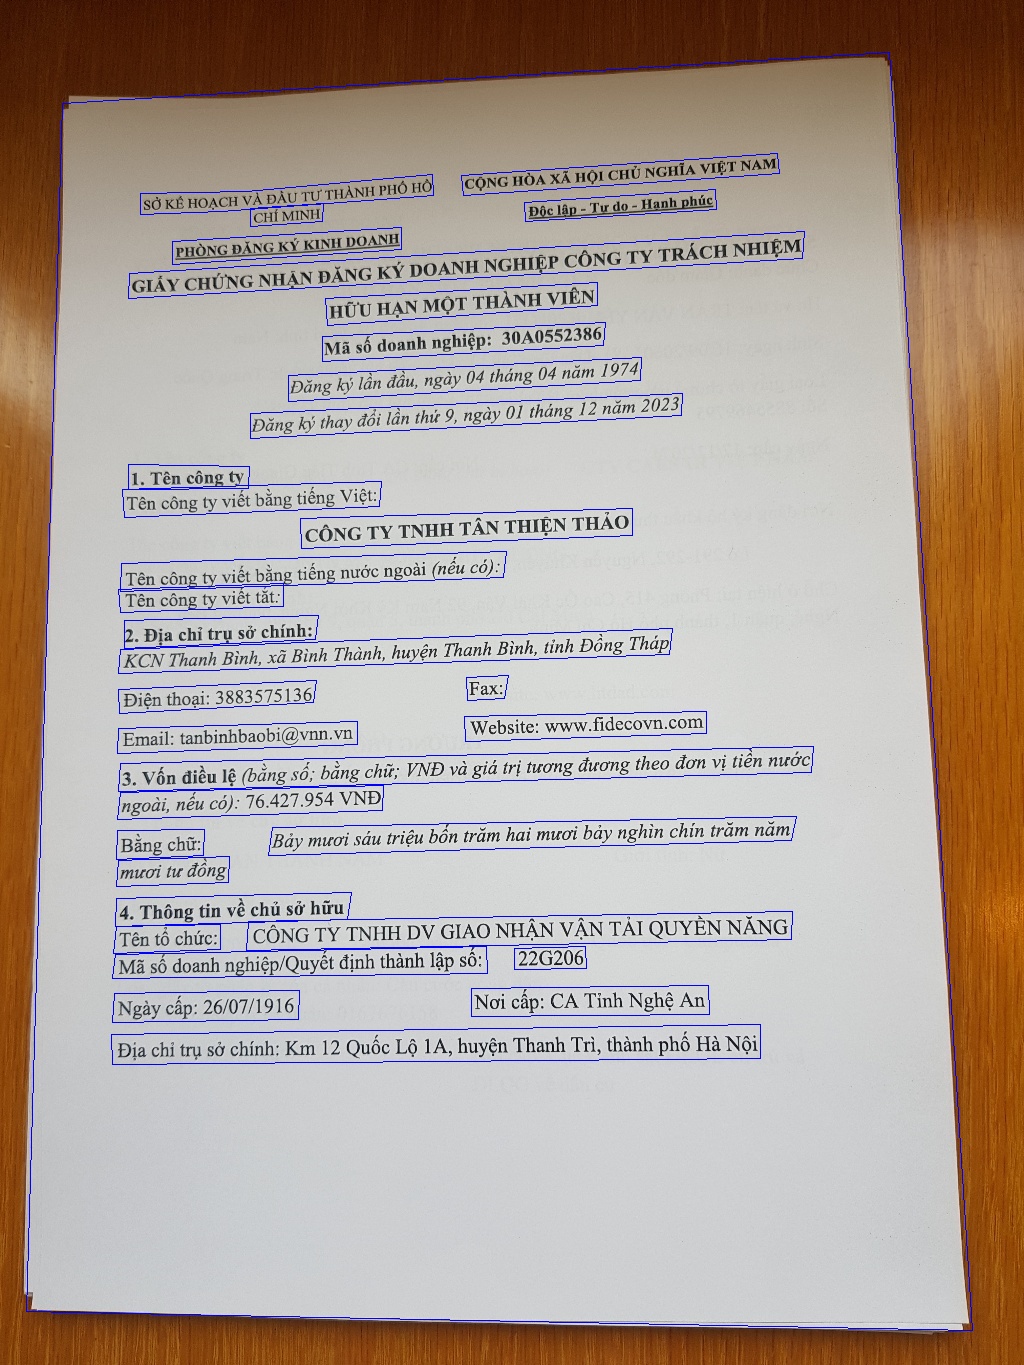 SỞ KẾ HOẠCH VÀ ĐẦU TƯ THÀNH PHỐ HỒ CHÍ MINH
CỘNG HÒA XÃ HỘI CHỦ NGHĨA VIỆT NAM
PHÒNG ĐĂNG KÝ KINH DOANH
Độc lập - Tự do - Hạnh phúc
GIẤY CHỨNG NHẬN ĐĂNG KÝ DOANH NGHIỆP CÔNG TY TRÁCH NHIỆM
HỮU HẠN MỘT THÀNH VIÊN
Mã số doanh nghiệp: 30A0552386
Đăng ký lần đầu, ngày 04 tháng 04 năm 1974
Đăng ký thay đổi lần thứ 9, ngày 01 tháng 12 năm 2023
1. Tên công ty
Tên công ty viết bằng tiếng Việt:
CÔNG TY TNHH TÂN THIỆN THẢO
Tên công ty viết bằng tiếng nước ngoài (nếu có):
Tên công ty viết tắt:
2. Địa chỉ trụ sở chính:
KCN Thanh Bình, xã Bình Thành, huyện Thanh Bình, tỉnh Đồng Tháp
Điện thoại: 3883575136 Fax:
Email: tanbinhbaobi@vnn.vn Website: www.fidecovn.com
3. Vốn điều lệ (bằng số; bằng chữ; VNĐ và giá trị tương đương theo đơn vị tiền nước
ngoài, nếu có): 76.427.954 VNĐ
Bằng chữ: Bảy mươi sáu triệu bốn trăm hai mươi bảy nghìn chín trăm năm
mươi tư đồng
4. Thông tin về chủ sở hữu
Tên tổ chức: CÔNG TY TNHH DV GIAO NHẬN VẬN TẢI QUYỀN NĂNG
Mã số doanh nghiệp/Quyết định thành lập số: 22G206
Ngày cấp: 26/07/1916 Nơi cấp: CA Tỉnh Nghệ An
Địa chỉ trụ sở chính: Km 12 Quốc Lộ 1A, huyện Thanh Trì, thành phố Hà Nội